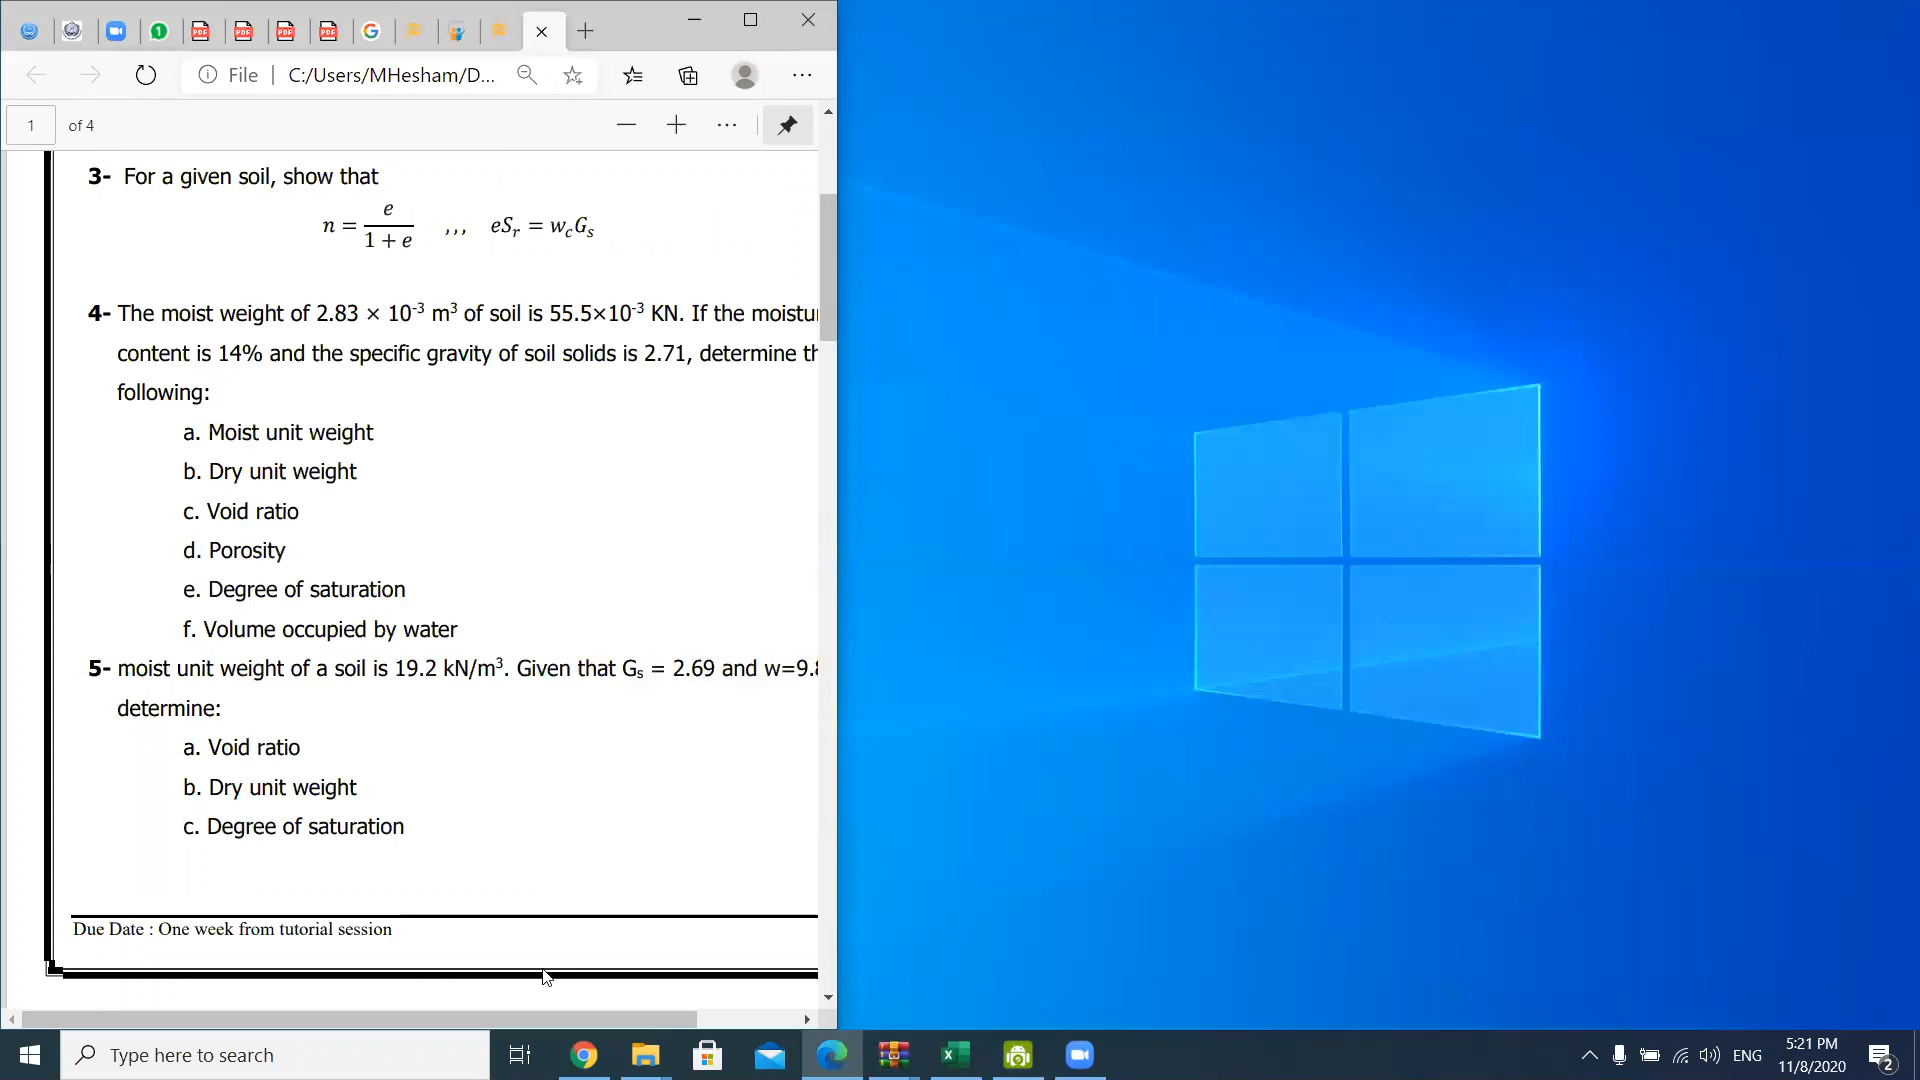 File
C:/Users/MHesham/D...
1
of 4
3- For a given soil, show that
n = e / 1 + e ,,, eSr = wcGs
4- The moist weight of 2.83 × 10-3 m3 of soil is 55.5×10-3 KN. If the
content is 14% and the specific gravity of soil solids is 2.71, determine
following:
a. Moist unit weight
b. Dry unit weight
c. Void ratio
d. Porosity
e. Degree of saturation
f. Volume occupied by water
5- moist unit weight of a soil is 19.2 kN/m3. Given that Gs = 2.69 and
determine:
a. Void ratio
b. Dry unit weight
c. Degree of saturation
Due Date : One week from tutorial session
Type here to search
ENG
5:21 PM
11/8/2020
2